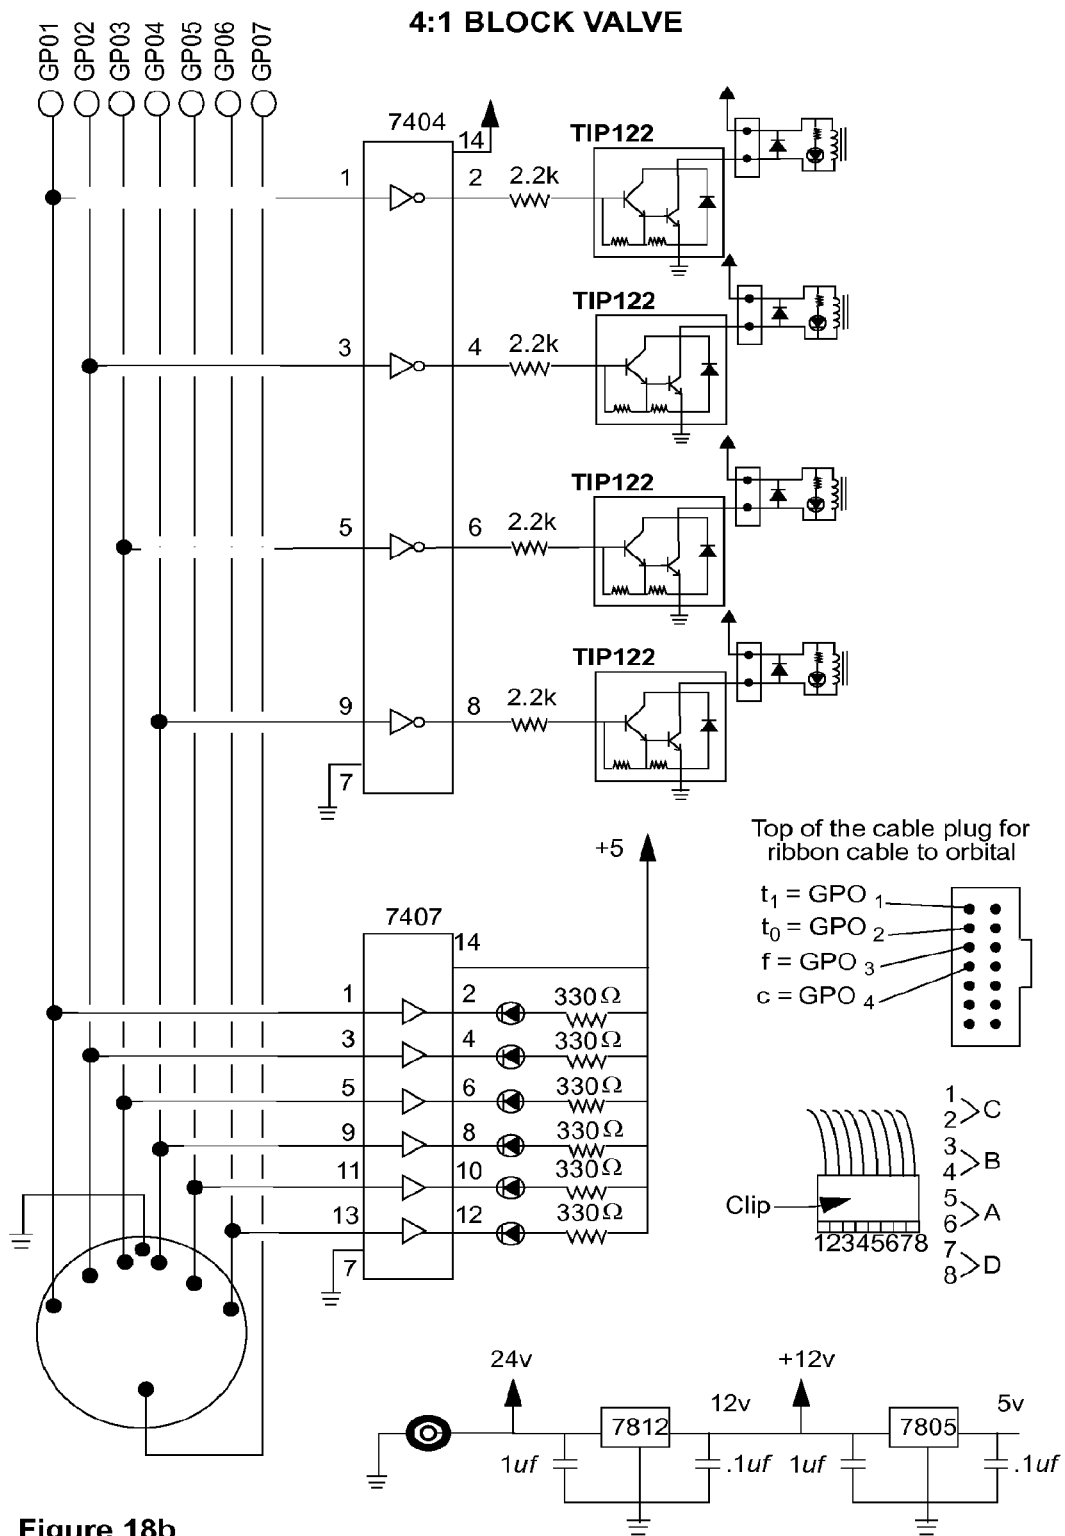 4:1 BLOCK VALVE
GP01
GP02
GP03
GP04
GP05
GP06
GP07
7404
14
1
2
2.2k
TIP122
3
4
2.2k
TIP122
5
6
2.2k
TIP122
9
8
2.2k
TIP122
7
+5
Top of the cable plug for
ribbon cable to orbital
t1 = GPO 1
t0 = GPO 2
f = GPO 3
c = GPO 4
7407
14
1
2
330Ω
3
4
330Ω
5
6
330Ω
9
8
330Ω
11
10
330Ω
13
12
330Ω
7
Clip
12345678
1
2
C
3
4
B
5
6
A
7
8
D
24v
7812
12v
+12v
7805
5v
1uf
.1uf
1uf
.1uf
Figure 18b